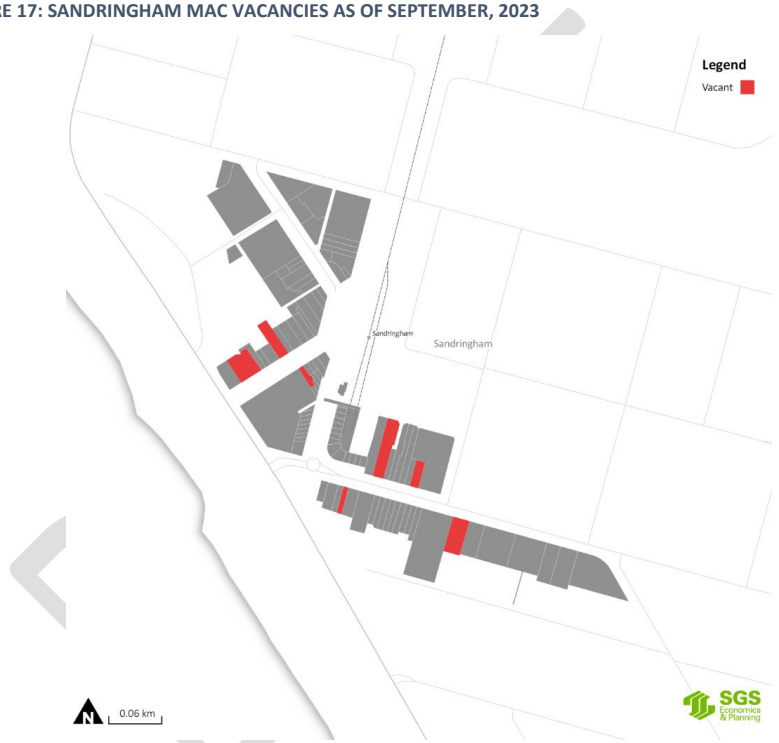 RE 17: SANDRINGHAM MAC VACANCIES AS OF SEPTEMBER, 2023
Legend
Vacant
Sandringham
Sandringham
N
0.06 km
SGS
Economics
& Planning